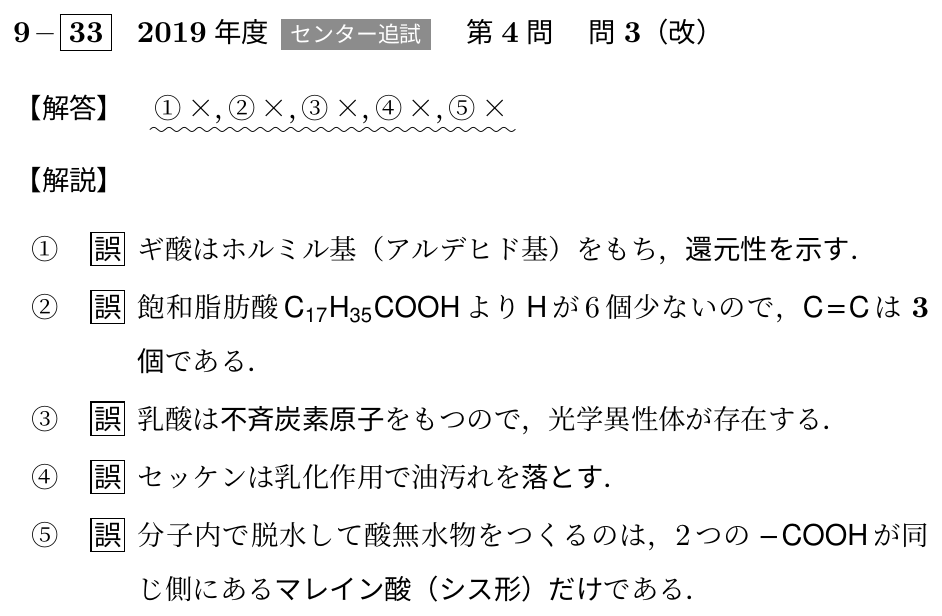 9－33 2019 年度 センター追試 第 4 問 問 3（改）
【解答】 ① ×, ② ×, ③ ×, ④ ×, ⑤ ×
【解説】
① 誤 ギ酸はホルミル基（アルデヒド基）をもち，還元性を示す．
② 誤 飽和脂肪酸 C₁₇H₃₅COOH より H が 6 個少ないので，C=C は 3
個である．
③ 誤 乳酸は不斉炭素原子をもつので，光学異性体が存在する．
④ 誤 セッケンは乳化作用で油汚れを落とす．
⑤ 誤 分子内で脱水して酸無水物をつくるのは，2 つの －COOH が同
じ側にあるマレイン酸（シス形）だけである．